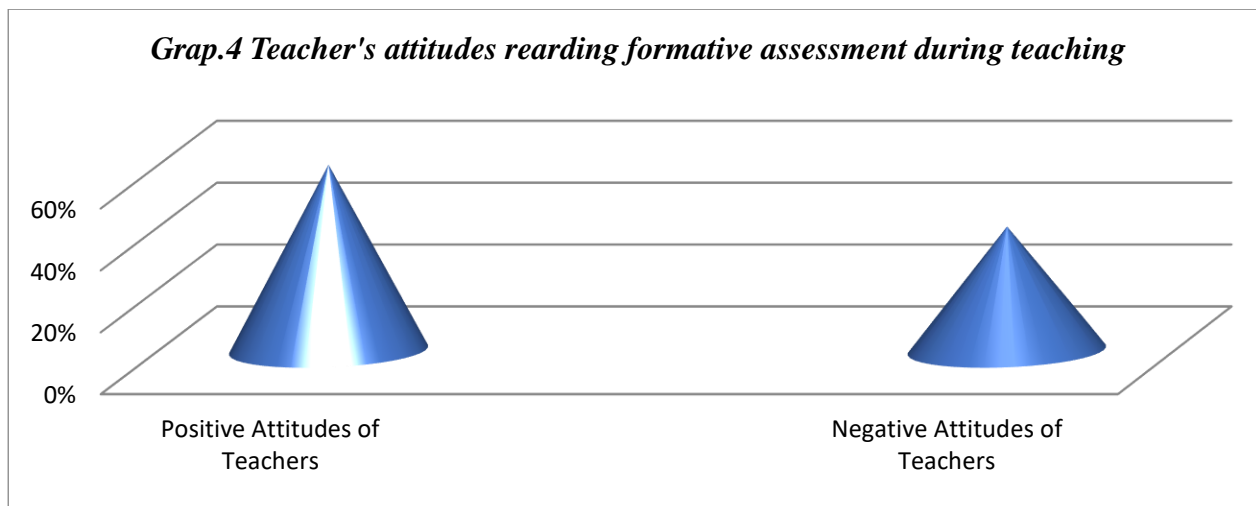 Grap.4 Teacher's attitudes rearding formative assessment during teaching
60%
40%
20%
0%
Positive Attitudes of
Teachers
Negative Attitudes of
Teachers